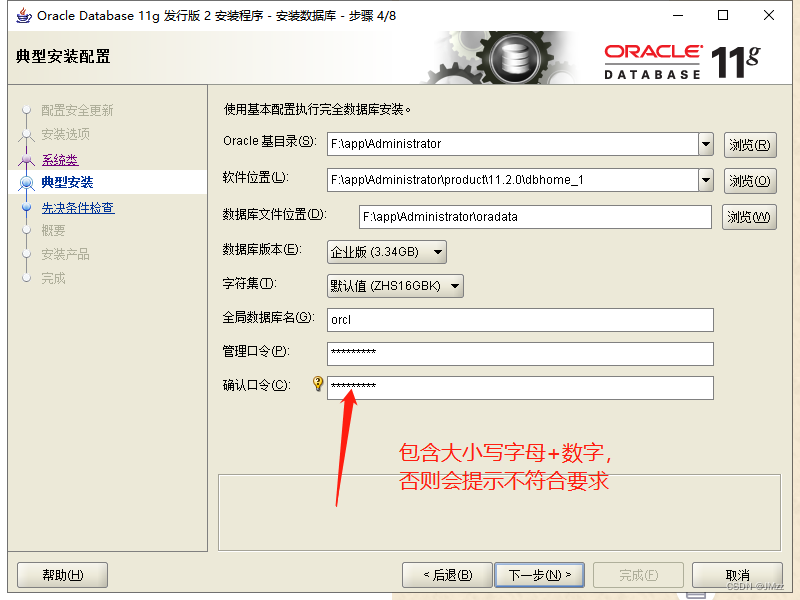 Oracle Database 11g 发行版 2 安装程序 - 安装数据库 - 步骤 4/8
典型安装配置
ORACLE
DATABASE 11g
配置安全更新
安装选项
系统类
典型安装
先决条件检查
概要
安装产品
完成
使用基本配置执行完全数据库安装。
Oracle 基目录(S): F:\app\Administrator 浏览(R)
软件位置(L): F:\app\Administrator\product\11.2.0\dbhome_1 浏览(O)
数据库文件位置(D): F:\app\Administrator\oradata 浏览(W)
数据库版本(E): 企业版 (3.34GB)
字符集(T): 默认值 (ZHS16GBK)
全局数据库名(G): orcl
管理口令(P): *********
确认口令(C): *********
包含大小写字母+数字,
否则会提示不符合要求
帮助(H) < 后退(B) 下一步(N) > 完成(F) 取消
CSDN @JMzz